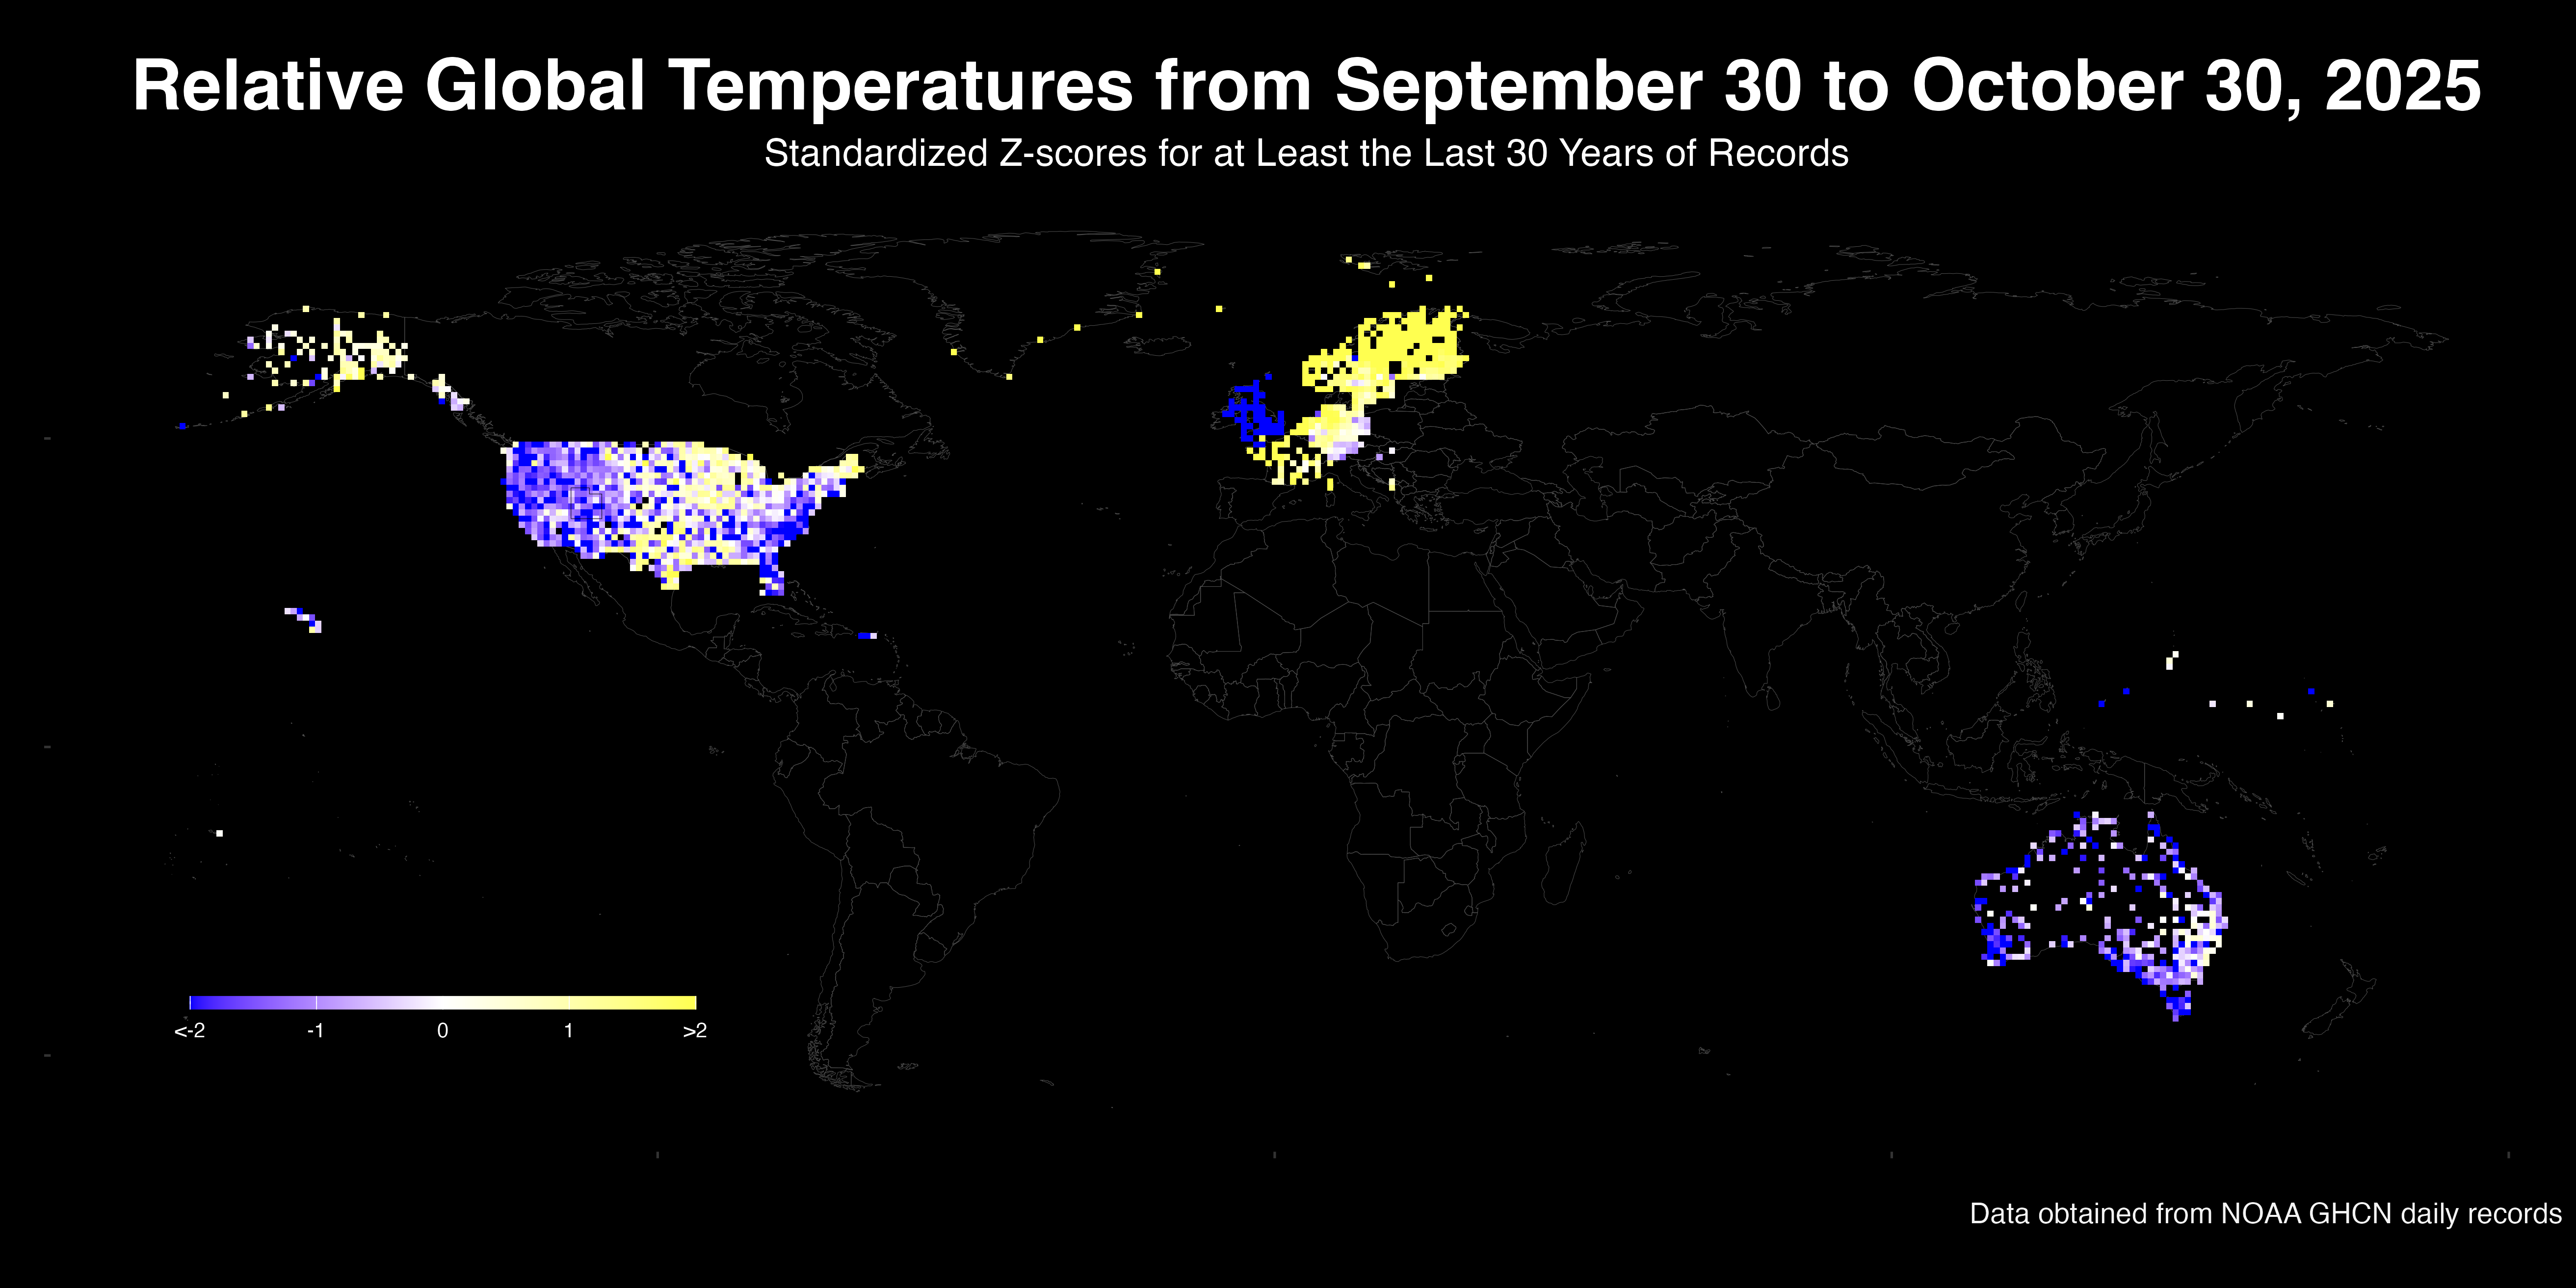 Relative Global Temperatures from September 30 to October 30, 2025
Standardized Z-scores for at Least the Last 30 Years of Records
<-2 -1 0 1 >2
Data obtained from NOAA GHCN daily records